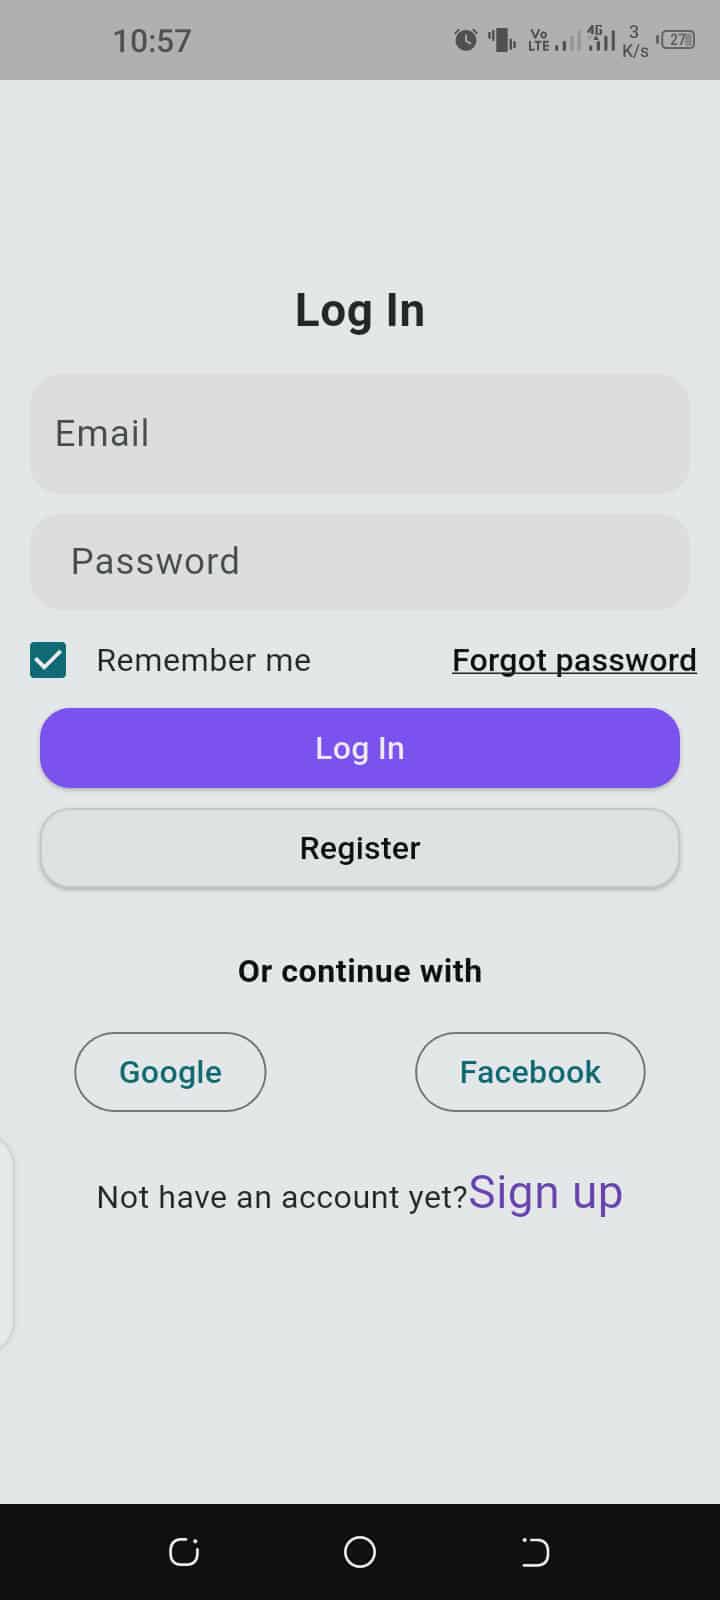 10:57 Vo LTE 4G 3 K/s 27
Log In
Email
Password
Remember me Forgot password
Log In
Register
Or continue with
Google Facebook
Not have an account yet?Sign up